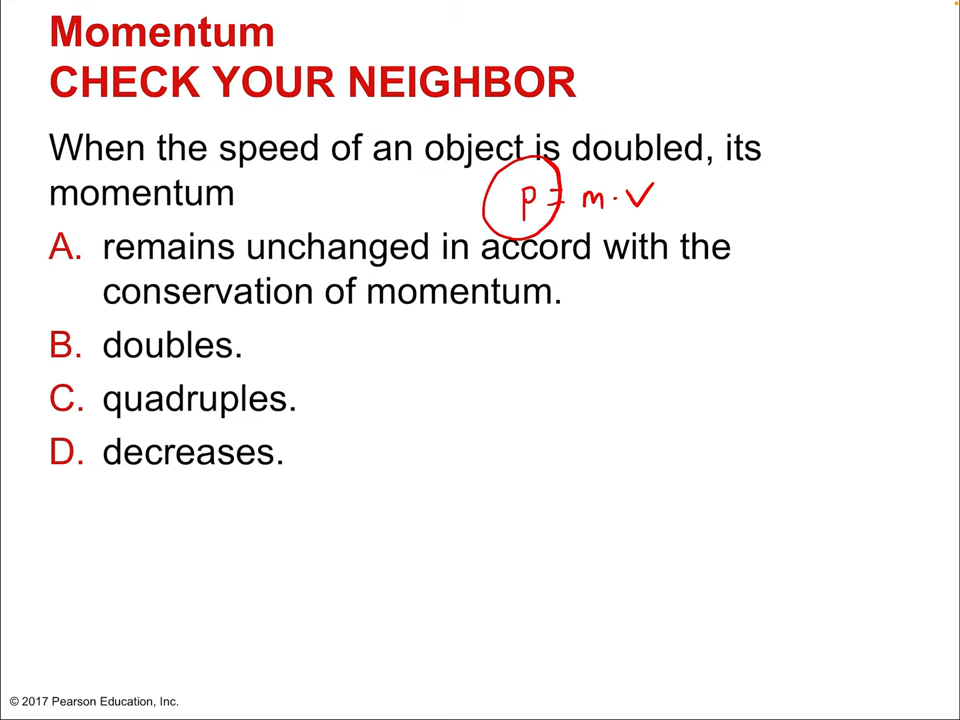 Momentum
CHECK YOUR NEIGHBOR
When the speed of an object is doubled, its
momentum
p = m · v
A. remains unchanged in accord with the
conservation of momentum.
B. doubles.
C. quadruples.
D. decreases.
© 2017 Pearson Education, Inc.